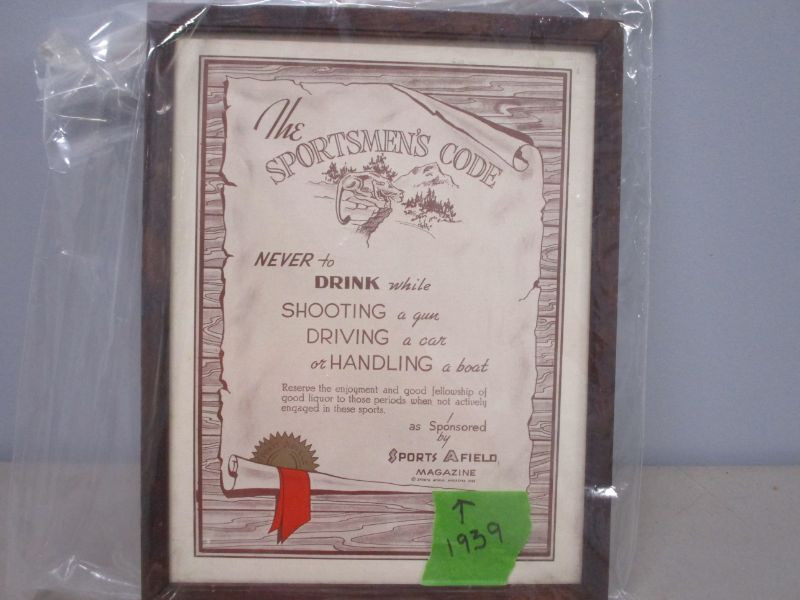 The
SPORTSMEN'S CODE
NEVER to
DRINK while
SHOOTING a gun
DRIVING a car
or HANDLING a boat
Reserve the enjoyment and good fellowship of
good liquor to those periods when not actively
engaged in these sports.
as Sponsored
by
SPORTS AFIELD
MAGAZINE
↑
1939